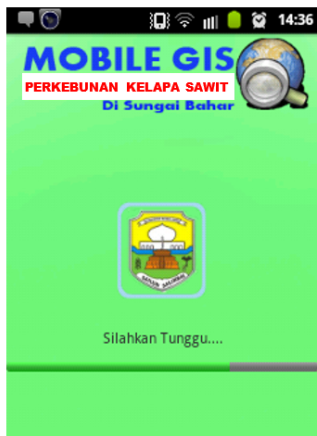 14:36
MOBILE GIS
PERKEBUNAN KELAPA SAWIT
Di Sungai Bahar
Silahkan Tunggu....